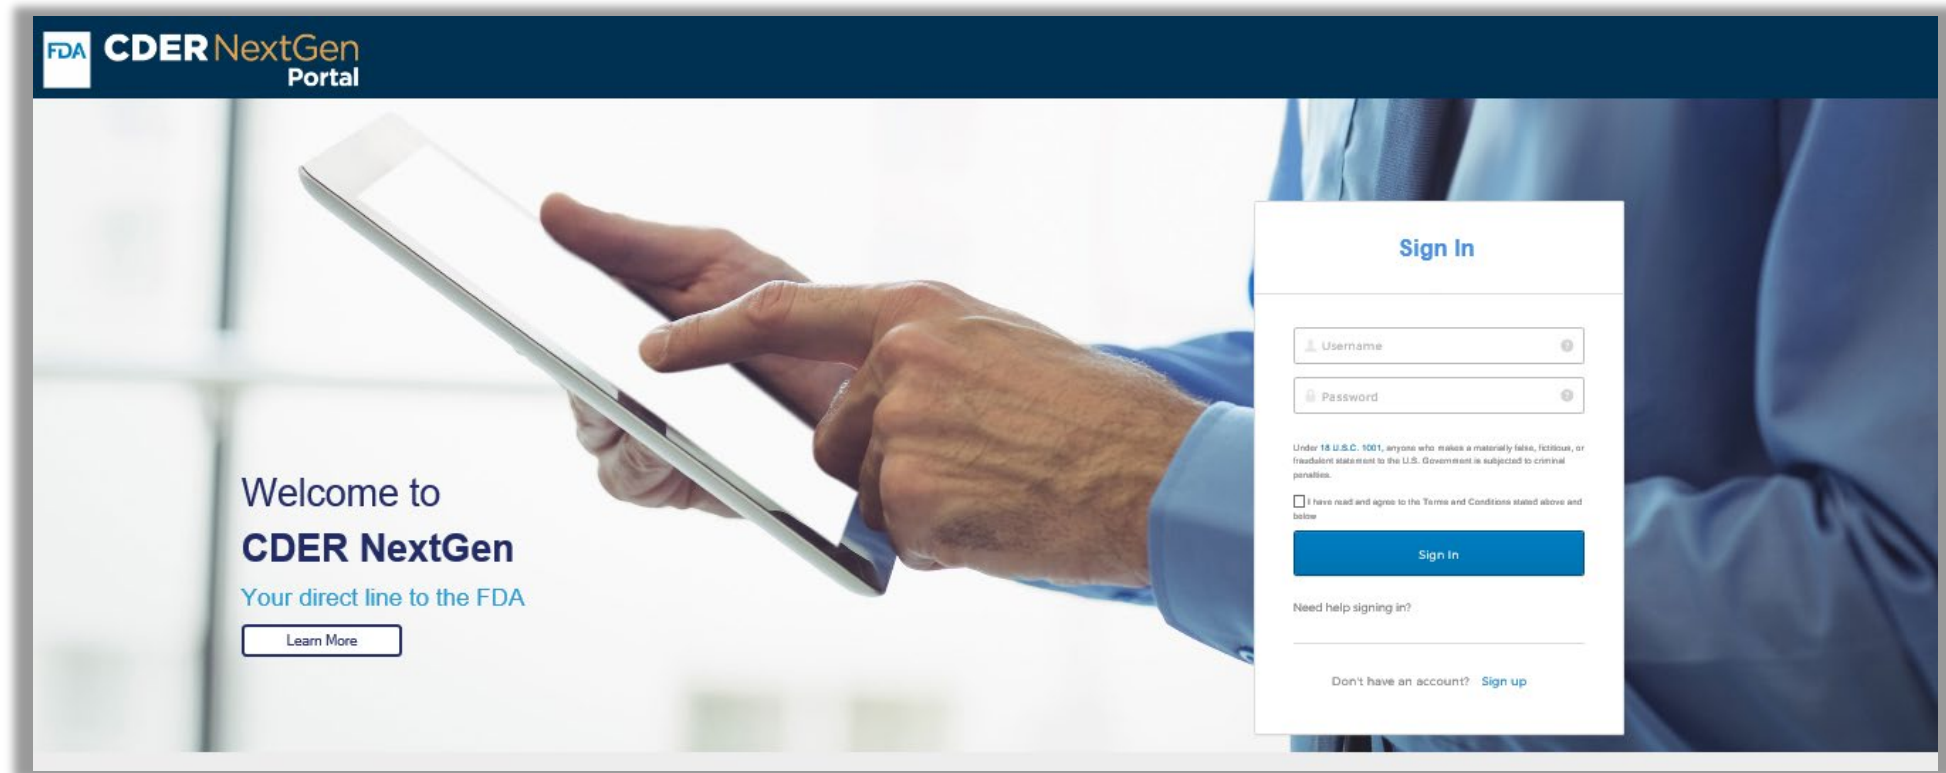 FDA CDER NextGen
Portal
Sign In
Username
Password
Under 18 U.S.C. 1001, anyone who makes a materially false, fictitious, or
fraudulent statement to the U.S. Government is subjected to criminal
penalties.
I have read and agree to the Terms and Conditions stated above and
below
Sign In
Need help signing in?
Don't have an account? Sign up
Welcome to
CDER NextGen
Your direct line to the FDA
Learn More